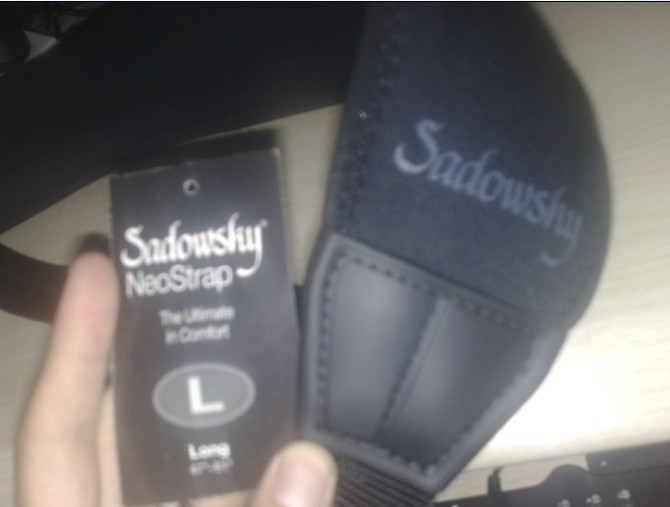 Sadowsky
NeoStrap
The Ultimate
in Comfort
L
Long
Sadowsky